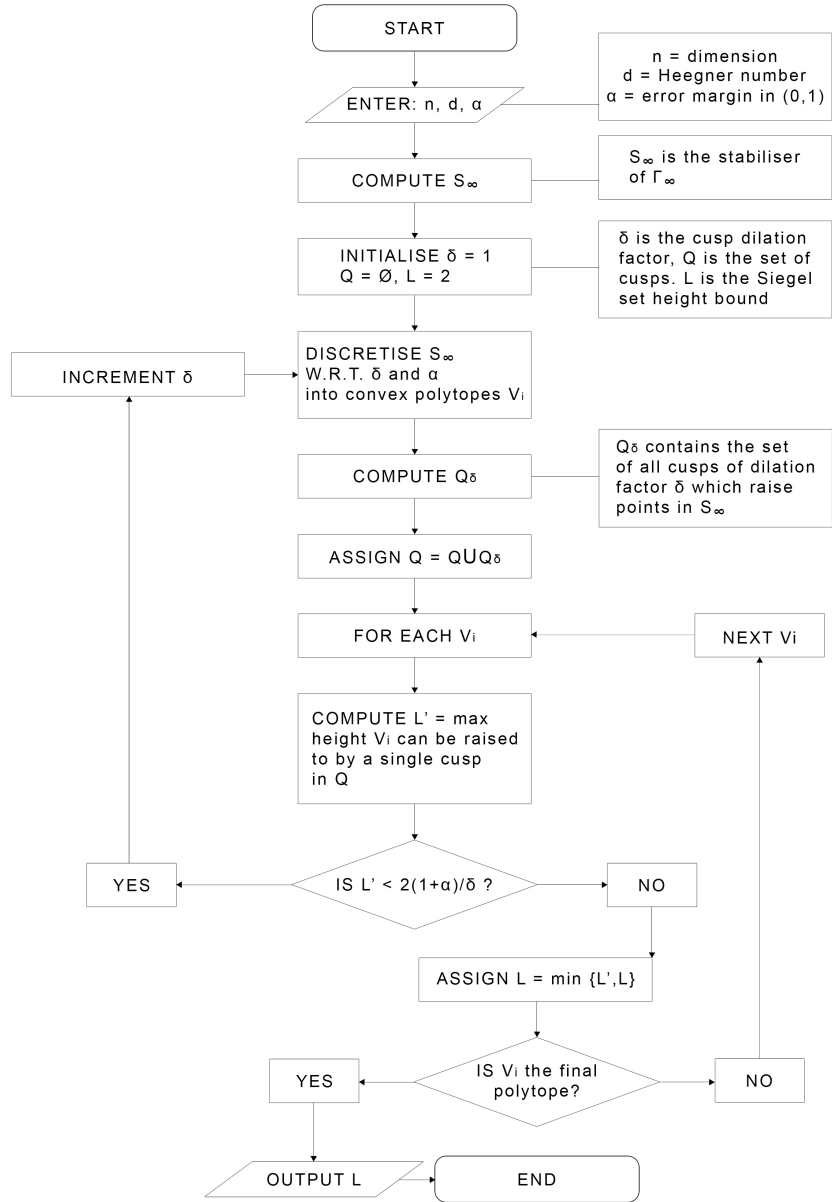 START
ENTER: n, d, α
n = dimension
d = Heegner number
α = error margin in (0,1)
COMPUTE S∞
S∞ is the stabiliser
of Γ∞
INITIALISE δ = 1
Q = Ø, L = 2
δ is the cusp dilation
factor, Q is the set of
cusps. L is the Siegel
set height bound
INCREMENT δ
DISCRETISE S∞
W.R.T. δ and α
into convex polytopes Vi
COMPUTE Qδ
Qδ contains the set
of all cusps of dilation
factor δ which raise
points in S∞
ASSIGN Q = QUQδ
FOR EACH Vi
NEXT Vi
COMPUTE L' = max
height Vi can be raised
to by a single cusp
in Q
YES
IS L' < 2(1+α)/δ ?
NO
ASSIGN L = min {L',L}
YES
IS Vi the final
polytope?
NO
OUTPUT L
END